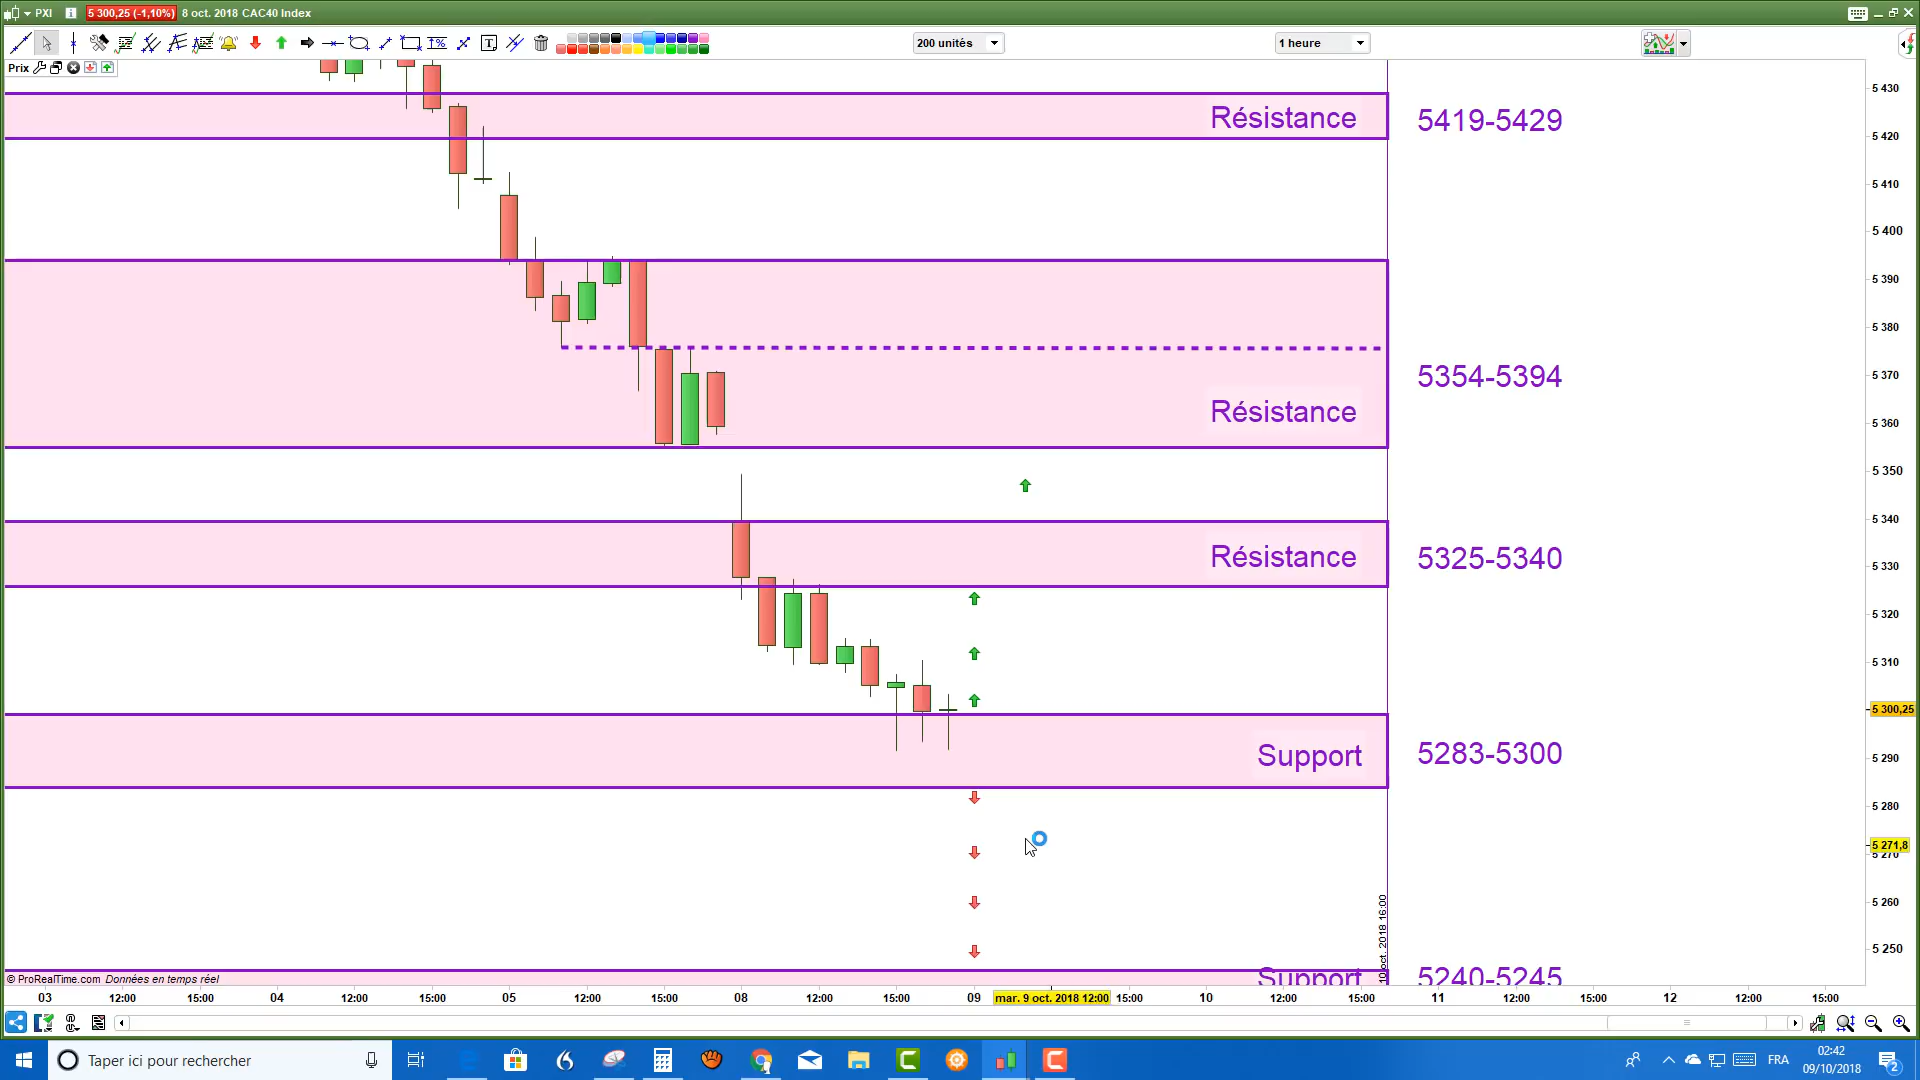 PXI 5 300,25 (-1,10%) 8 oct. 2018 CAC40 Index
200 unités
1 heure
Prix
Résistance 5419-5429
5354-5394
Résistance
Résistance 5325-5340
Support 5283-5300
Support 5240-5245
5 430
5 420
5 410
5 400
5 390
5 380
5 370
5 360
5 350
5 340
5 330
5 320
5 310
5 300,25
5 290
5 280
5 271,8
5 270
5 260
5 250
10 oct. 2018 16:00
© ProRealTime.com Données en temps réel
03 12:00 15:00 04 12:00 15:00 05 12:00 15:00 08 12:00 15:00 09 mar. 9 oct. 2018 12:00 15:00 10 12:00 15:00 11 12:00 15:00 12 12:00 15:00
Taper ici pour rechercher
FRA
02:42
09/10/2018
2